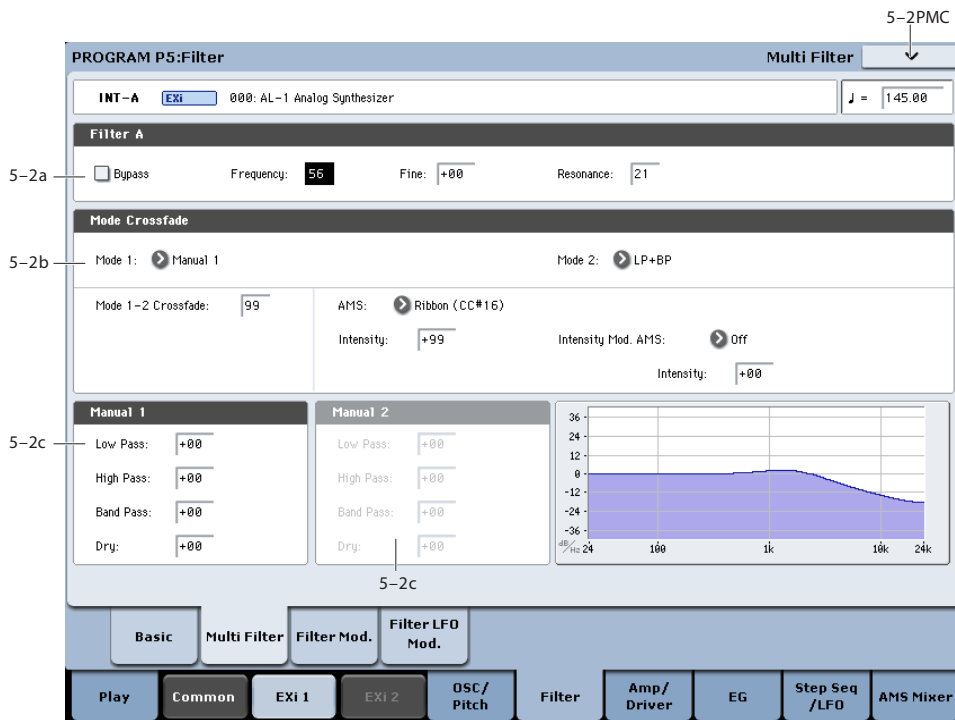 5-2PMC
PROGRAM P5:Filter Multi Filter
INT-A EXi 000: AL-1 Analog Synthesizer ♩ = 145.00
Filter A
5-2a Bypass Frequency: 56 Fine: +00 Resonance: 21
Mode Crossfade
5-2b Mode 1: Manual 1 Mode 2: LP+BP
Mode 1-2 Crossfade: 99 AMS: Ribbon (CC#16)
Intensity: +99 Intensity Mod. AMS: Off
Intensity: +00
Manual 1 Manual 2
36
24
12
0
-12
-24
-36
dB/Hz 24 100 1k 10k 24k
5-2c Low Pass: +00 Low Pass: +00
High Pass: +00 High Pass: +00
Band Pass: +00 Band Pass: +00
Dry: +00 Dry: +00
5-2c
Basic Multi Filter Filter Mod. Filter LFO Mod.
Play Common EXi 1 EXi 2 OSC/ Pitch Filter Amp/ Driver EG Step Seq /LFO AMS Mixer